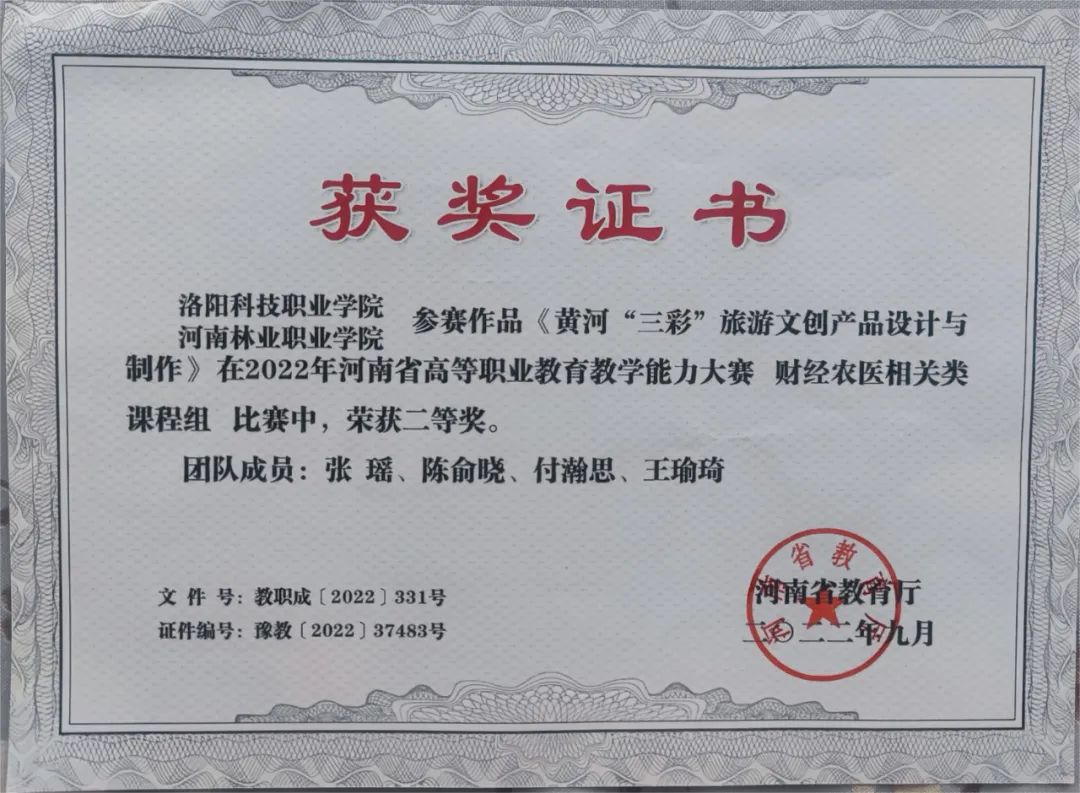 获奖证书
洛阳科技职业学院
河南林业职业学院
参赛作品《黄河“三彩”旅游文创产品设计与
制作》在2022年河南省高等职业教育教学能力大赛 财经农医相关类
课程组 比赛中，荣获二等奖。
团队成员：张 瑶、陈俞晓、付瀚思、王瑜琦
文 件 号：教职成〔2022〕331号
证件编号：豫教〔2022〕37483号
河南省教育厅
二〇二二年九月
河南省教育厅